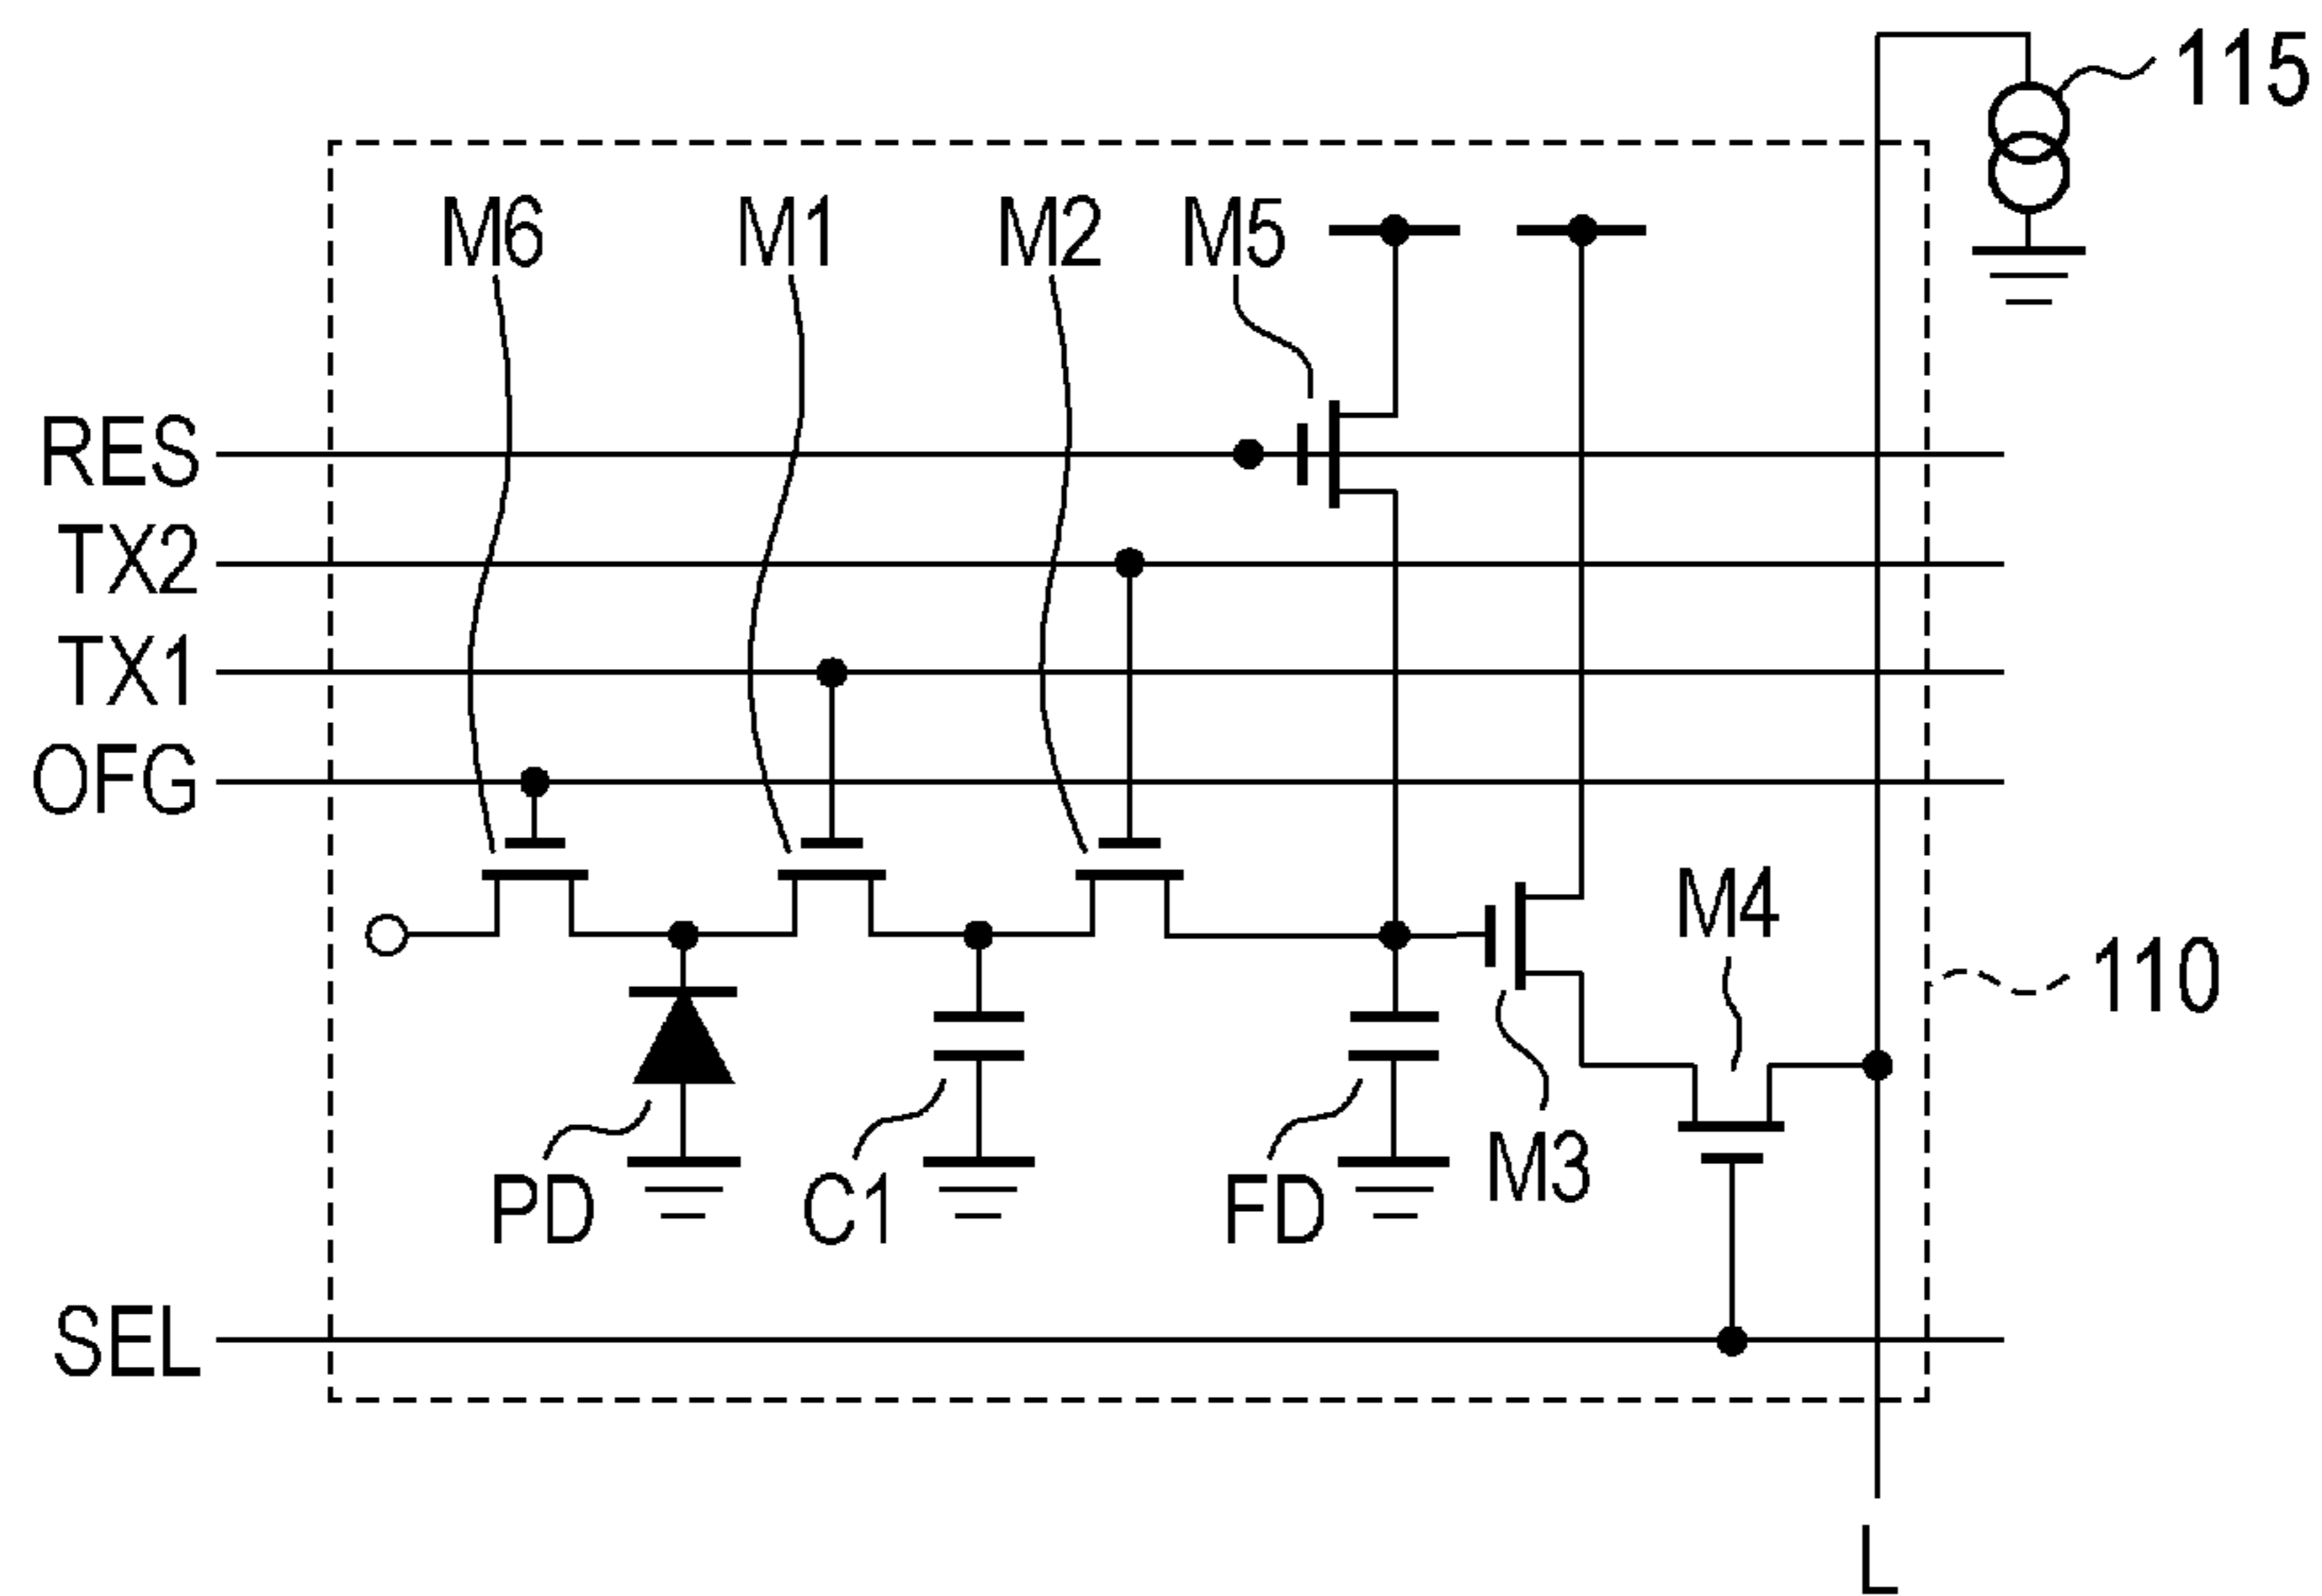 115
M6 M1 M2 M5
RES
TX2
TX1
OFG
M4
110
M3
PD C1 FD
SEL
L